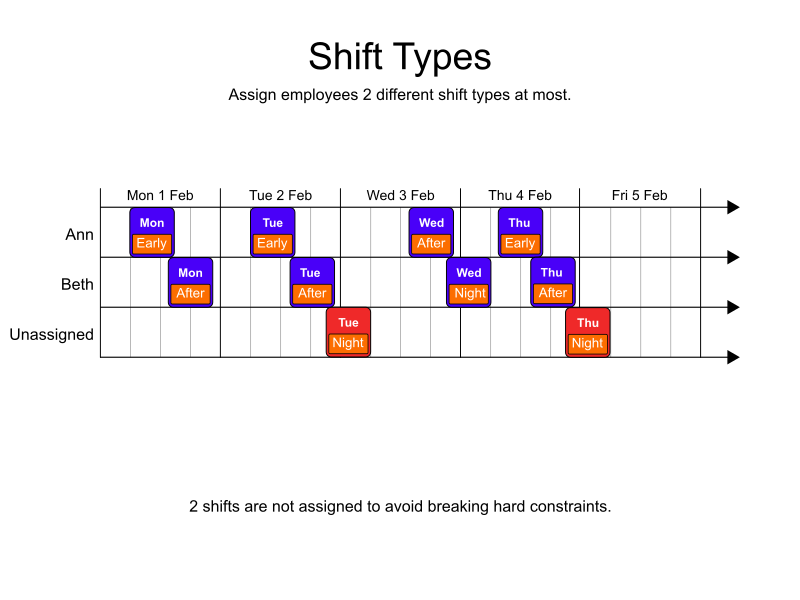 Shift Types
Assign employees 2 different shift types at most.
Mon 1 Feb Tue 2 Feb Wed 3 Feb Thu 4 Feb Fri 5 Feb
Ann
Mon Early
Tue Early
Wed After
Thu Early
Beth
Mon After
Tue After
Wed Night
Thu After
Unassigned
Tue Night
Thu Night
2 shifts are not assigned to avoid breaking hard constraints.